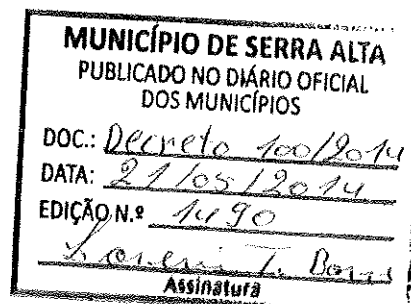 MUNICÍPIO DE SERRA ALTA
PUBLICADO NO DIÁRIO OFICIAL
DOS MUNICÍPIOS
DOC.: Decreto 100/2014
DATA: 21/05/2014
EDIÇÃO N.º 1490
Assinatura